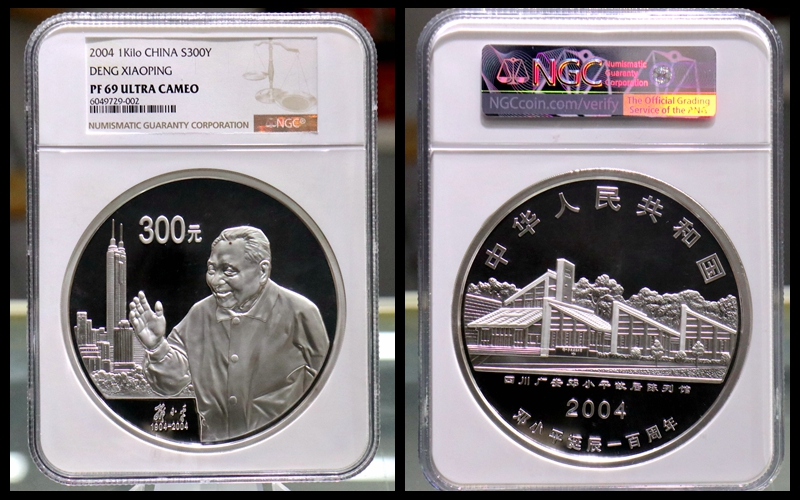 2004 1Kilo CHINA S300Y
DENG XIAOPING
PF 69 ULTRA CAMEO
6049729-002
NUMISMATIC GUARANTY CORPORATION
NGC
300元
邓小平
1904-2004
NGC
Numismatic
Guaranty
Corporation
NGCcoin.com/verify
The Official Grading
Service of the ANA
中华人民共和国
四川广安邓小平故居陈列馆
2004
邓小平诞辰一百周年